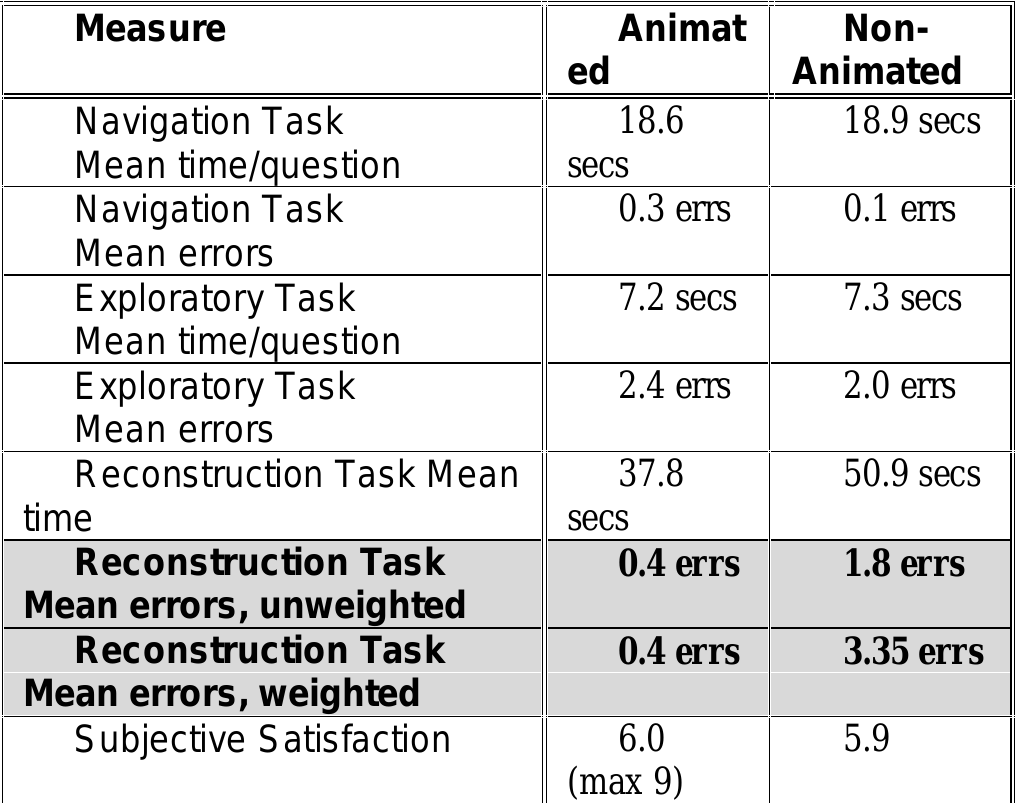 Measure Animat Non-
ed Animated
Navigation Task 18.6 18.9 secs
Mean time/question secs
Navigation Task 0.3 errs 0.1 errs
Mean errors
Exploratory Task 7.2 secs 7.3 secs
Mean time/question
Exploratory Task 2.4 errs 2.0 errs
Mean errors
Reconstruction Task Mean 37.8 50.9 secs
time secs
Reconstruction Task 0.4 errs 1.8 errs
Mean errors, unweighted
Reconstruction Task 0.4 errs 3.35 errs
Mean errors, weighted
Subjective Satisfaction 6.0 5.9
(max 9)